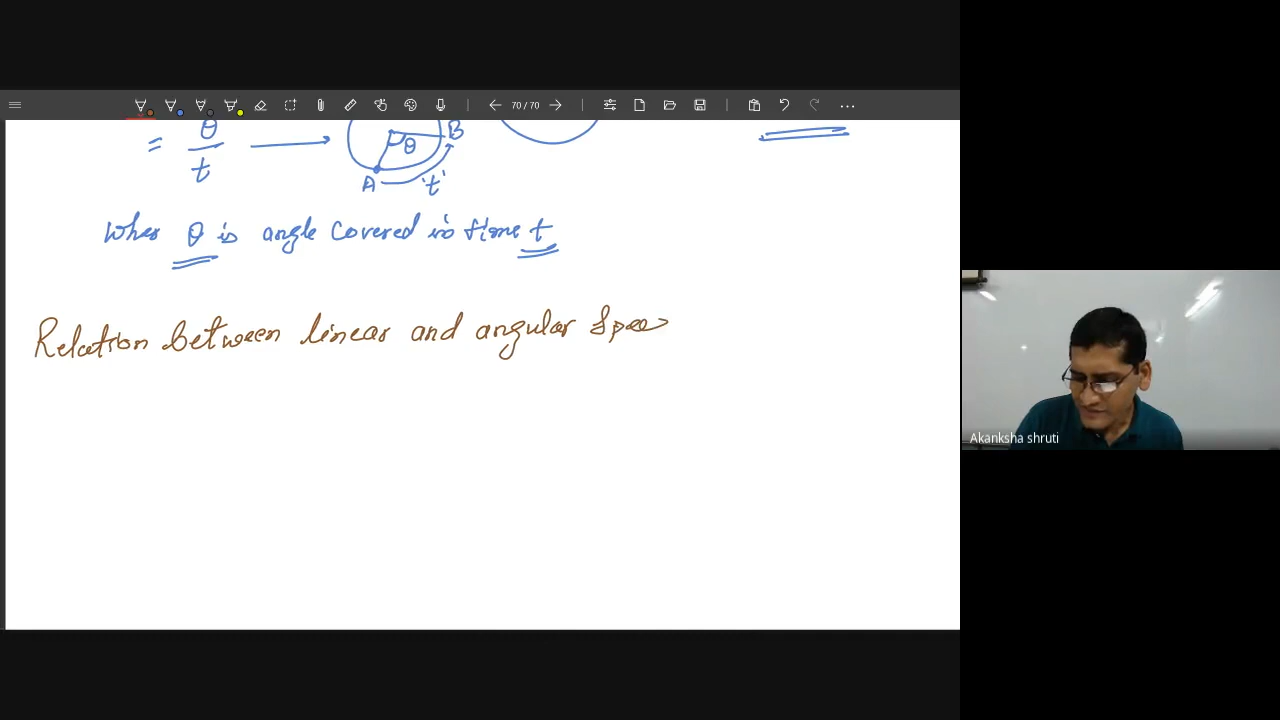 70 / 70
= θ/t
θ B
A 't'
When θ is angle covered in time t
Relation between linear and angular Spee
Akanksha shruti